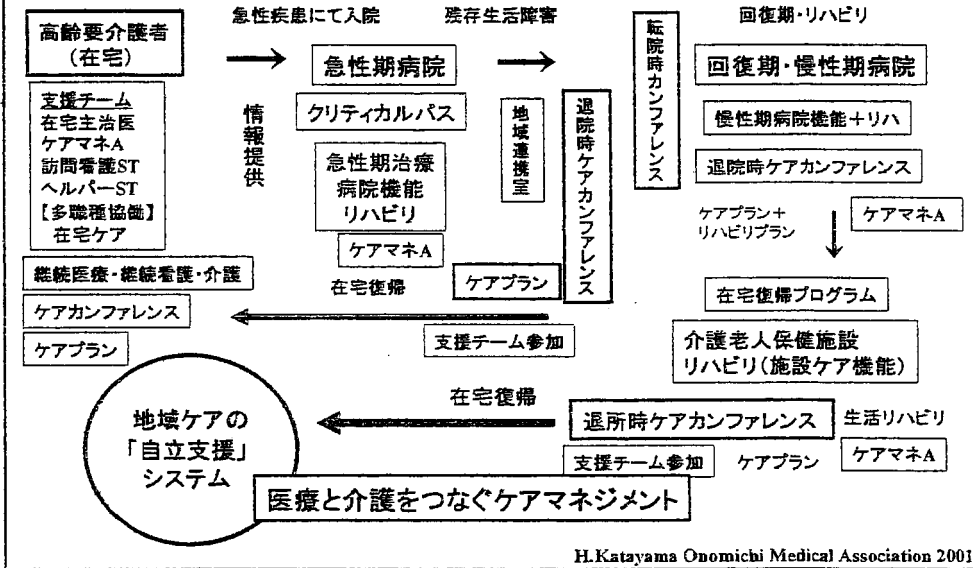 急性疾患にて入院
残存生活障害
回復期・リハビリ
高齢要介護者
(在宅)
支援チーム
在宅主治医
ケアマネA
訪問看護ST
ヘルパーST
【多職種協働】
在宅ケア
継続医療・継続看護・介護
ケアカンファレンス
ケアプラン
情報提供
急性期病院
クリティカルパス
急性期治療
病院機能
リハビリ
ケアマネA
在宅復帰
ケアプラン
支援チーム参加
地域連携室
退院時ケアカンファレンス
転院時カンファレンス
回復期・慢性期病院
慢性期病院機能+リハ
退院時ケアカンファレンス
ケアプラン+
リハビリプラン
ケアマネA
在宅復帰プログラム
介護老人保健施設
リハビリ(施設ケア機能)
在宅復帰
退所時ケアカンファレンス
生活リハビリ
支援チーム参加
ケアプラン
ケアマネA
地域ケアの
「自立支援」
システム
医療と介護をつなぐケアマネジメント
H.Katayama Onomichi Medical Association 2001